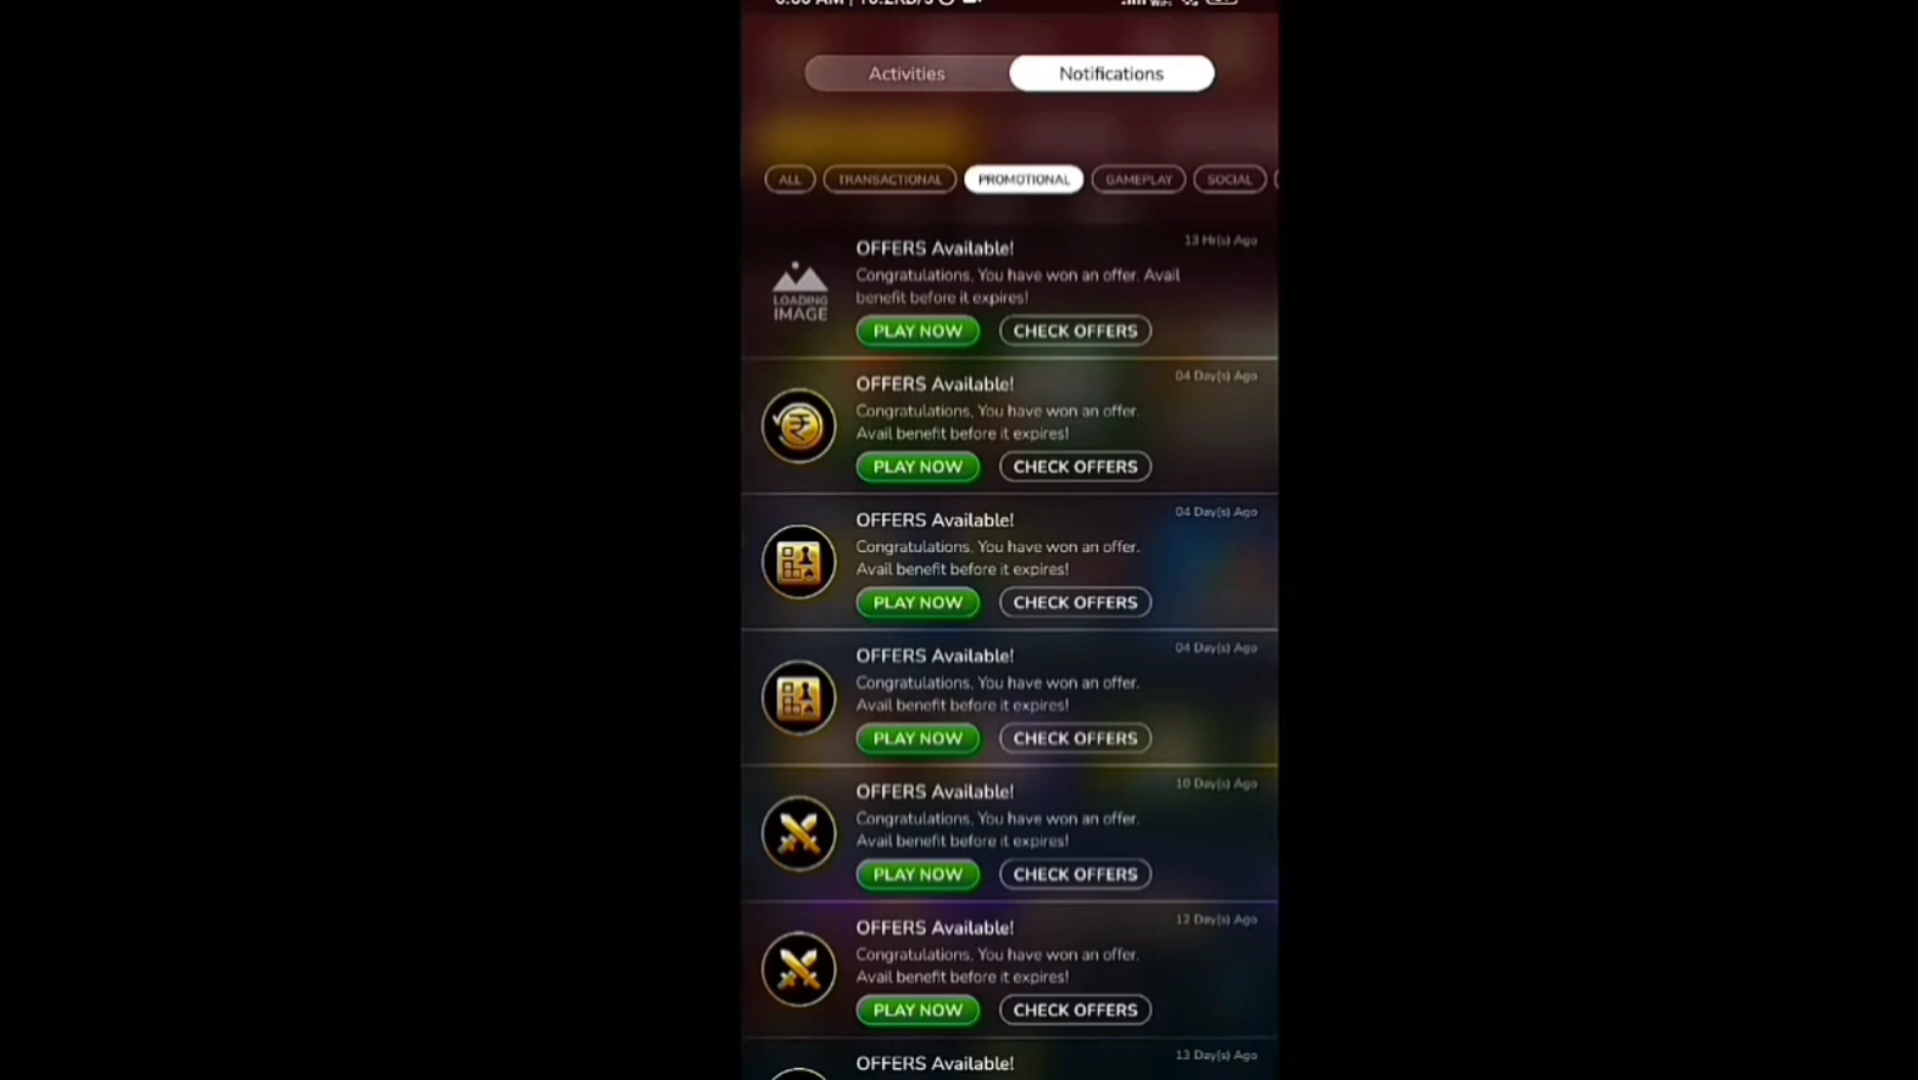 Activities
Notifications
ALL
TRANSACTIONAL
PROMOTIONAL
GAMEPLAY
SOCIAL
OFFERS Available!
13 Hr(s) Ago
Congratulations, You have won an offer. Avail
benefit before it expires!
LOADING
IMAGE
PLAY NOW
CHECK OFFERS
OFFERS Available!
04 Day(s) Ago
Congratulations, You have won an offer.
Avail benefit before it expires!
PLAY NOW
CHECK OFFERS
OFFERS Available!
04 Day(s) Ago
Congratulations, You have won an offer.
Avail benefit before it expires!
PLAY NOW
CHECK OFFERS
OFFERS Available!
04 Day(s) Ago
Congratulations, You have won an offer.
Avail benefit before it expires!
PLAY NOW
CHECK OFFERS
OFFERS Available!
10 Day(s) Ago
Congratulations, You have won an offer.
Avail benefit before it expires!
PLAY NOW
CHECK OFFERS
OFFERS Available!
12 Day(s) Ago
Congratulations, You have won an offer.
Avail benefit before it expires!
PLAY NOW
CHECK OFFERS
OFFERS Available!
13 Day(s) Ago